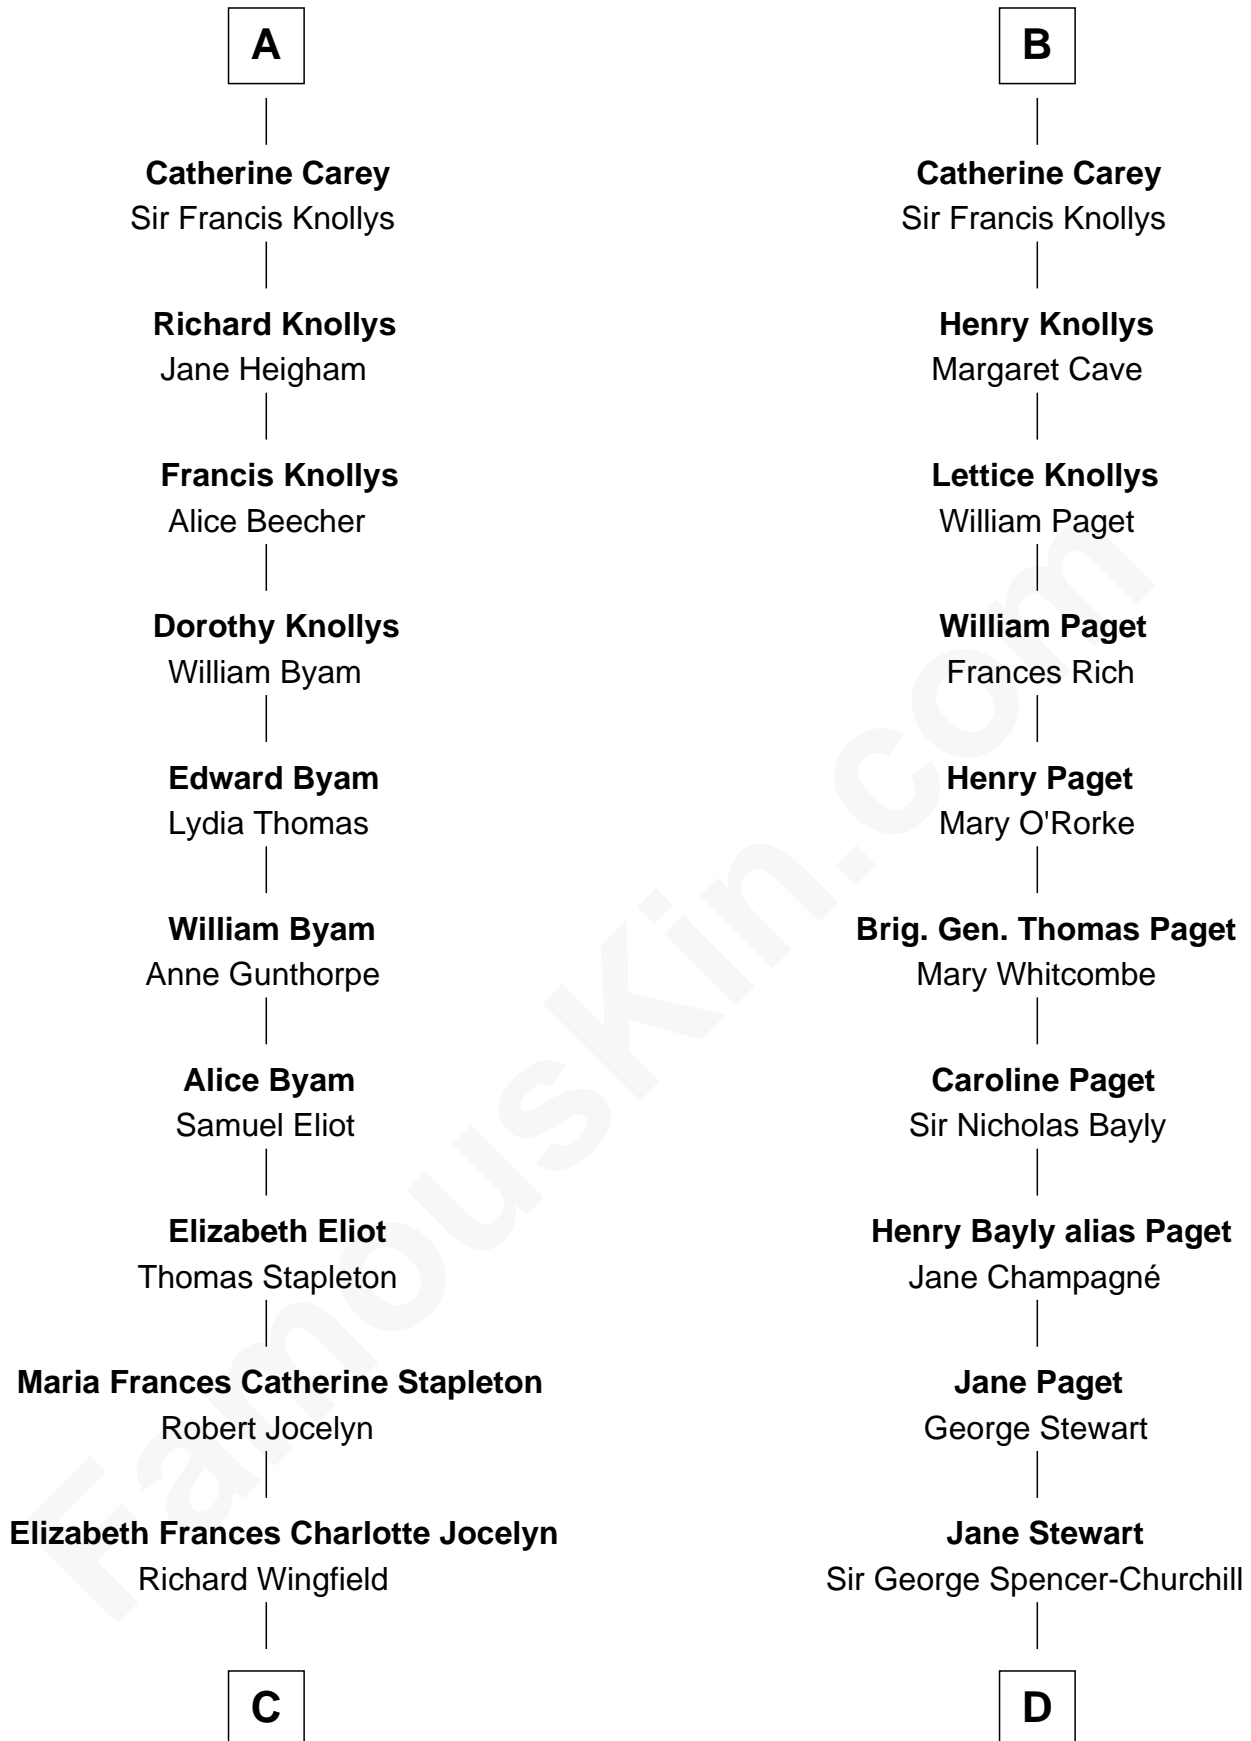 A
Catherine Carey
Sir Francis Knollys
Richard Knollys
Jane Heigham
Francis Knollys
Alice Beecher
Dorothy Knollys
William Byam
Edward Byam
Lydia Thomas
William Byam
Anne Gunthorpe
Alice Byam
Samuel Eliot
Elizabeth Eliot
Thomas Stapleton
Maria Frances Catherine Stapleton
Robert Jocelyn
Elizabeth Frances Charlotte Jocelyn
Richard Wingfield
C
B
Catherine Carey
Sir Francis Knollys
Henry Knollys
Margaret Cave
Lettice Knollys
William Paget
William Paget
Frances Rich
Henry Paget
Mary O'Rorke
Brig. Gen. Thomas Paget
Mary Whitcombe
Caroline Paget
Sir Nicholas Bayly
Henry Bayly alias Paget
Jane Champagné
Jane Paget
George Stewart
Jane Stewart
Sir George Spencer-Churchill
D
FamousKin.com